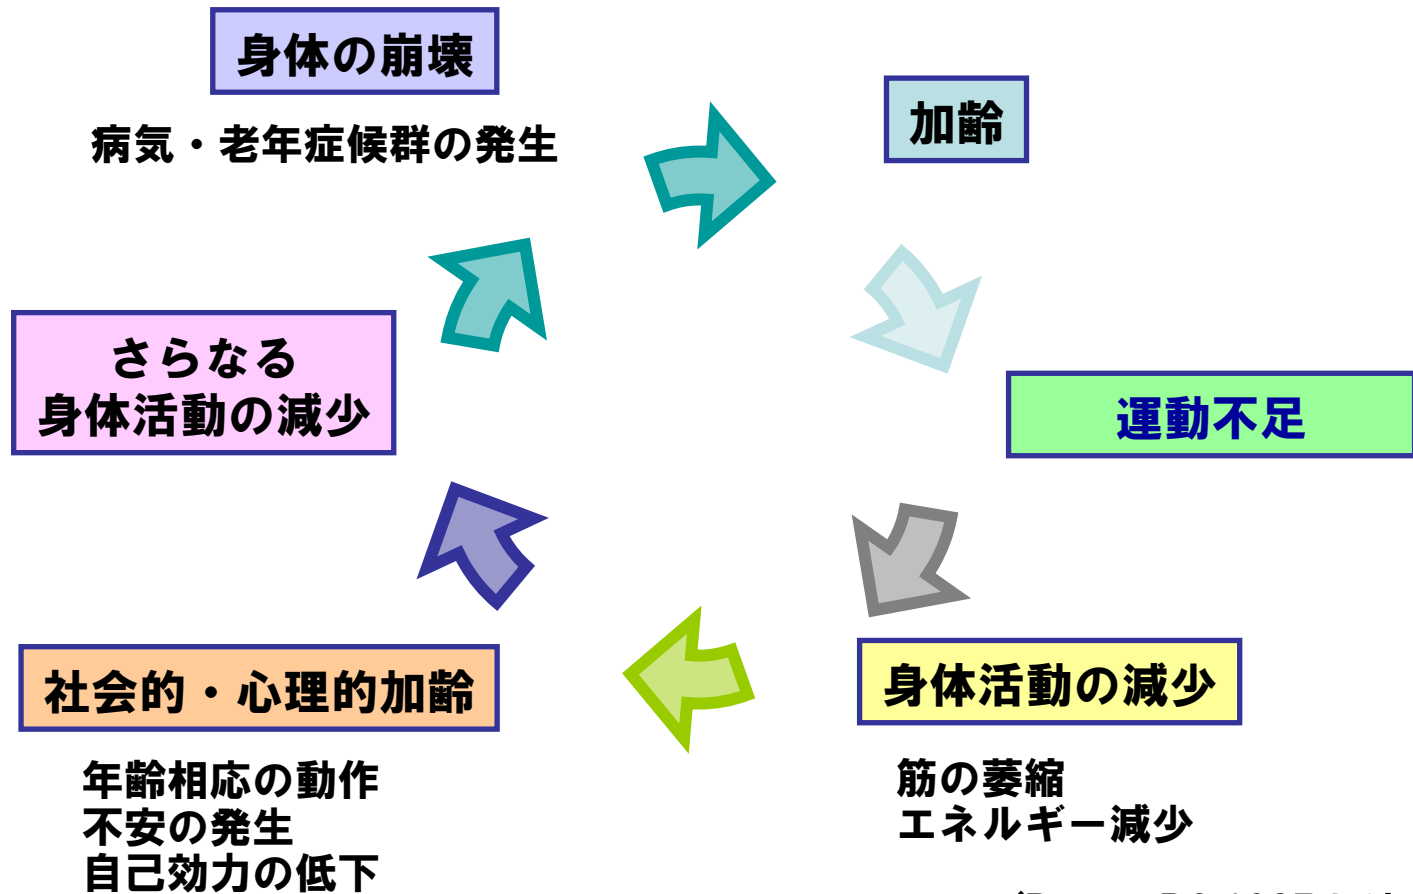 身体の崩壊
病気・老年症候群の発生
加齢
さらなる
身体活動の減少
運動不足
社会的・心理的加齢
年齢相応の動作
不安の発生
自己効力の低下
身体活動の減少
筋の萎縮
エネルギー減少